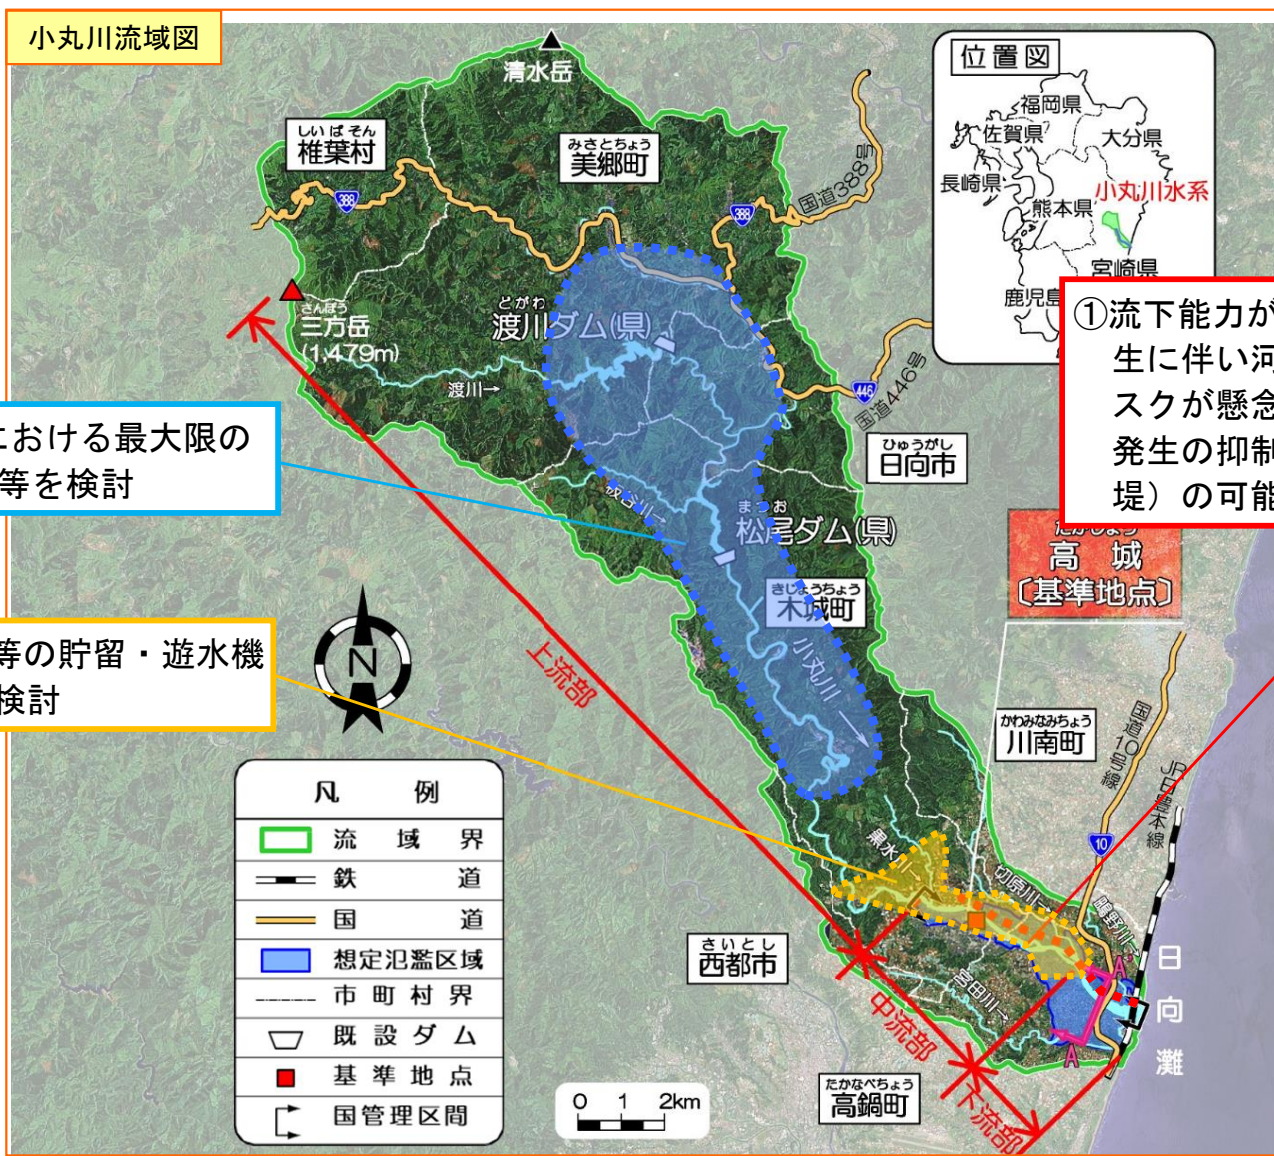 小丸川流域図
清水岳
しいばそん
椎葉村
みさとちょう
美郷町
388
388
国道388号
位置図
福岡県
佐賀県
大分県
長崎県
熊本県
小丸川水系
宮崎県
鹿児島
さんぽう
三方岳
(1,479m)
とがわ
渡川ダム(県)
渡川→
446
国道446号
①流下能力が
生に伴い河
スクが懸念
発生の抑制
堤）の可能
における最大限の
等を検討
ひゅうがし
日向市
板谷川→
まつお
松尾ダム(県)
高城
〔基準地点〕
きじょうちょう
木城町
小丸川
等の貯留・遊水機
検討
N
上流部
かわみなみちょう
川南町
国道10号線
JR日豊本線
10
凡例
流域界
鉄道
国道
想定氾濫区域
市町村界
既設ダム
基準地点
国管理区間
黒水川→
切原川→
鴨野川→
さいとし
西都市
宮田川→
中流部
A'
A
日向灘
たかなべちょう
高鍋町
下流部
0 1 2km